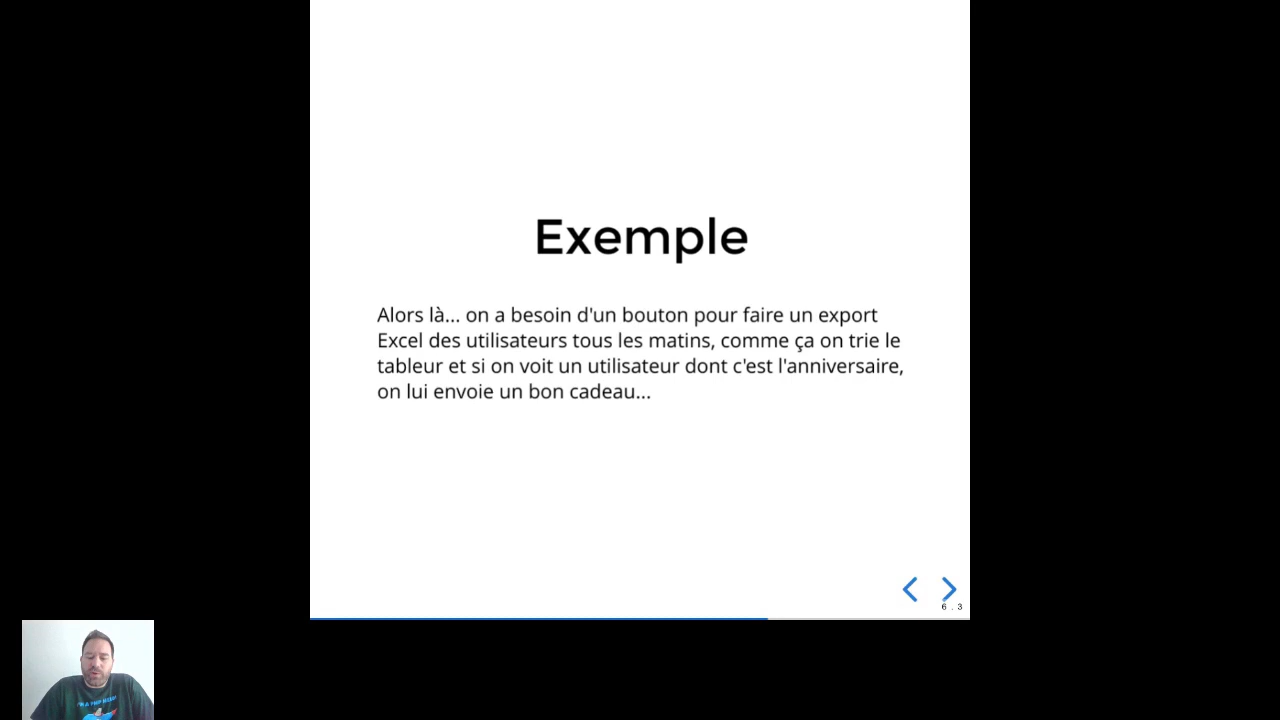 Exemple
Alors là... on a besoin d'un bouton pour faire un export
Excel des utilisateurs tous les matins, comme ça on trie le
tableur et si on voit un utilisateur dont c'est l'anniversaire,
on lui envoie un bon cadeau...
6 . 3